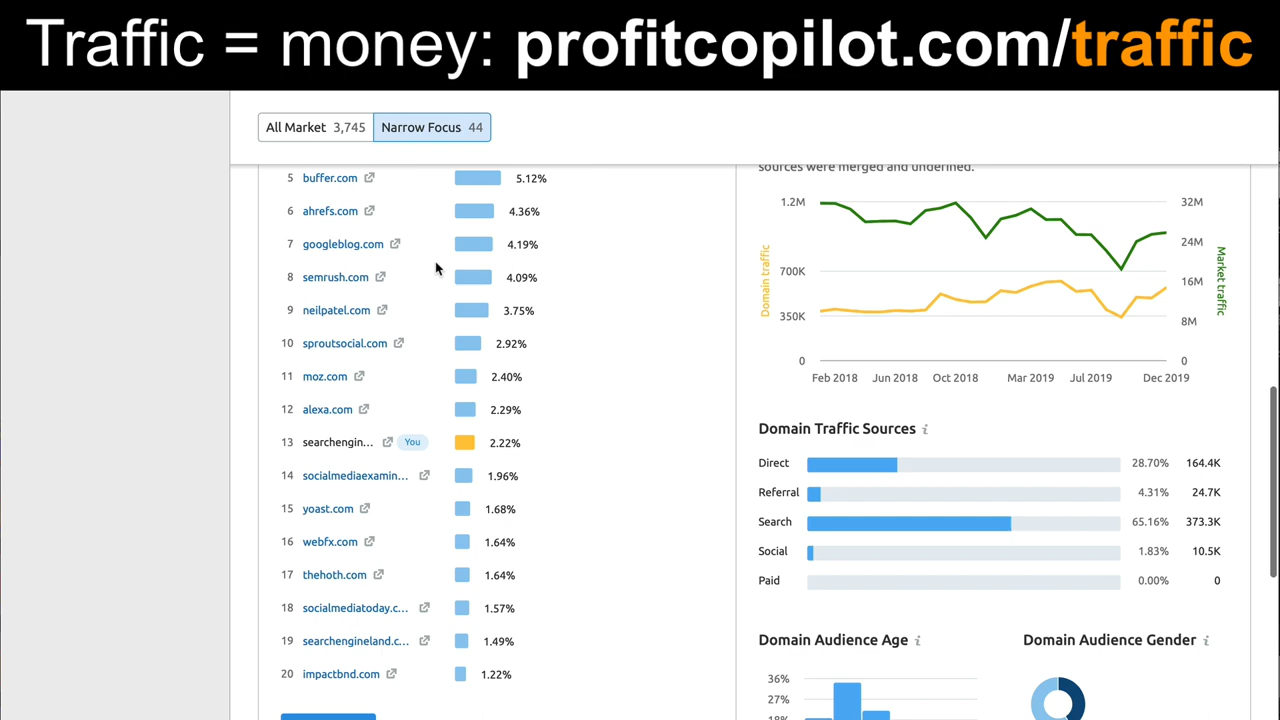 Traffic = money: profitcopilot.com/traffic
All Market 3,745 Narrow Focus 44
5 buffer.com 5.12%
6 ahrefs.com 4.36%
7 googleblog.com 4.19%
8 semrush.com 4.09%
9 neilpatel.com 3.75%
10 sproutsocial.com 2.92%
11 moz.com 2.40%
12 alexa.com 2.29%
13 searchengin... You 2.22%
14 socialmediaexamin... 1.96%
15 yoast.com 1.68%
16 webfx.com 1.64%
17 thehoth.com 1.64%
18 socialmediatoday.c... 1.57%
19 searchengineland.c... 1.49%
20 impactbnd.com 1.22%
sources were merged and undefined.
1.2M 32M
24M
700K
16M
350K
8M
0 0
Domain traffic
Market traffic
Feb 2018 Jun 2018 Oct 2018 Mar 2019 Jul 2019 Dec 2019
Domain Traffic Sources
Direct 28.70% 164.4K
Referral 4.31% 24.7K
Search 65.16% 373.3K
Social 1.83% 10.5K
Paid 0.00% 0
Domain Audience Age Domain Audience Gender
36%
27%
18%